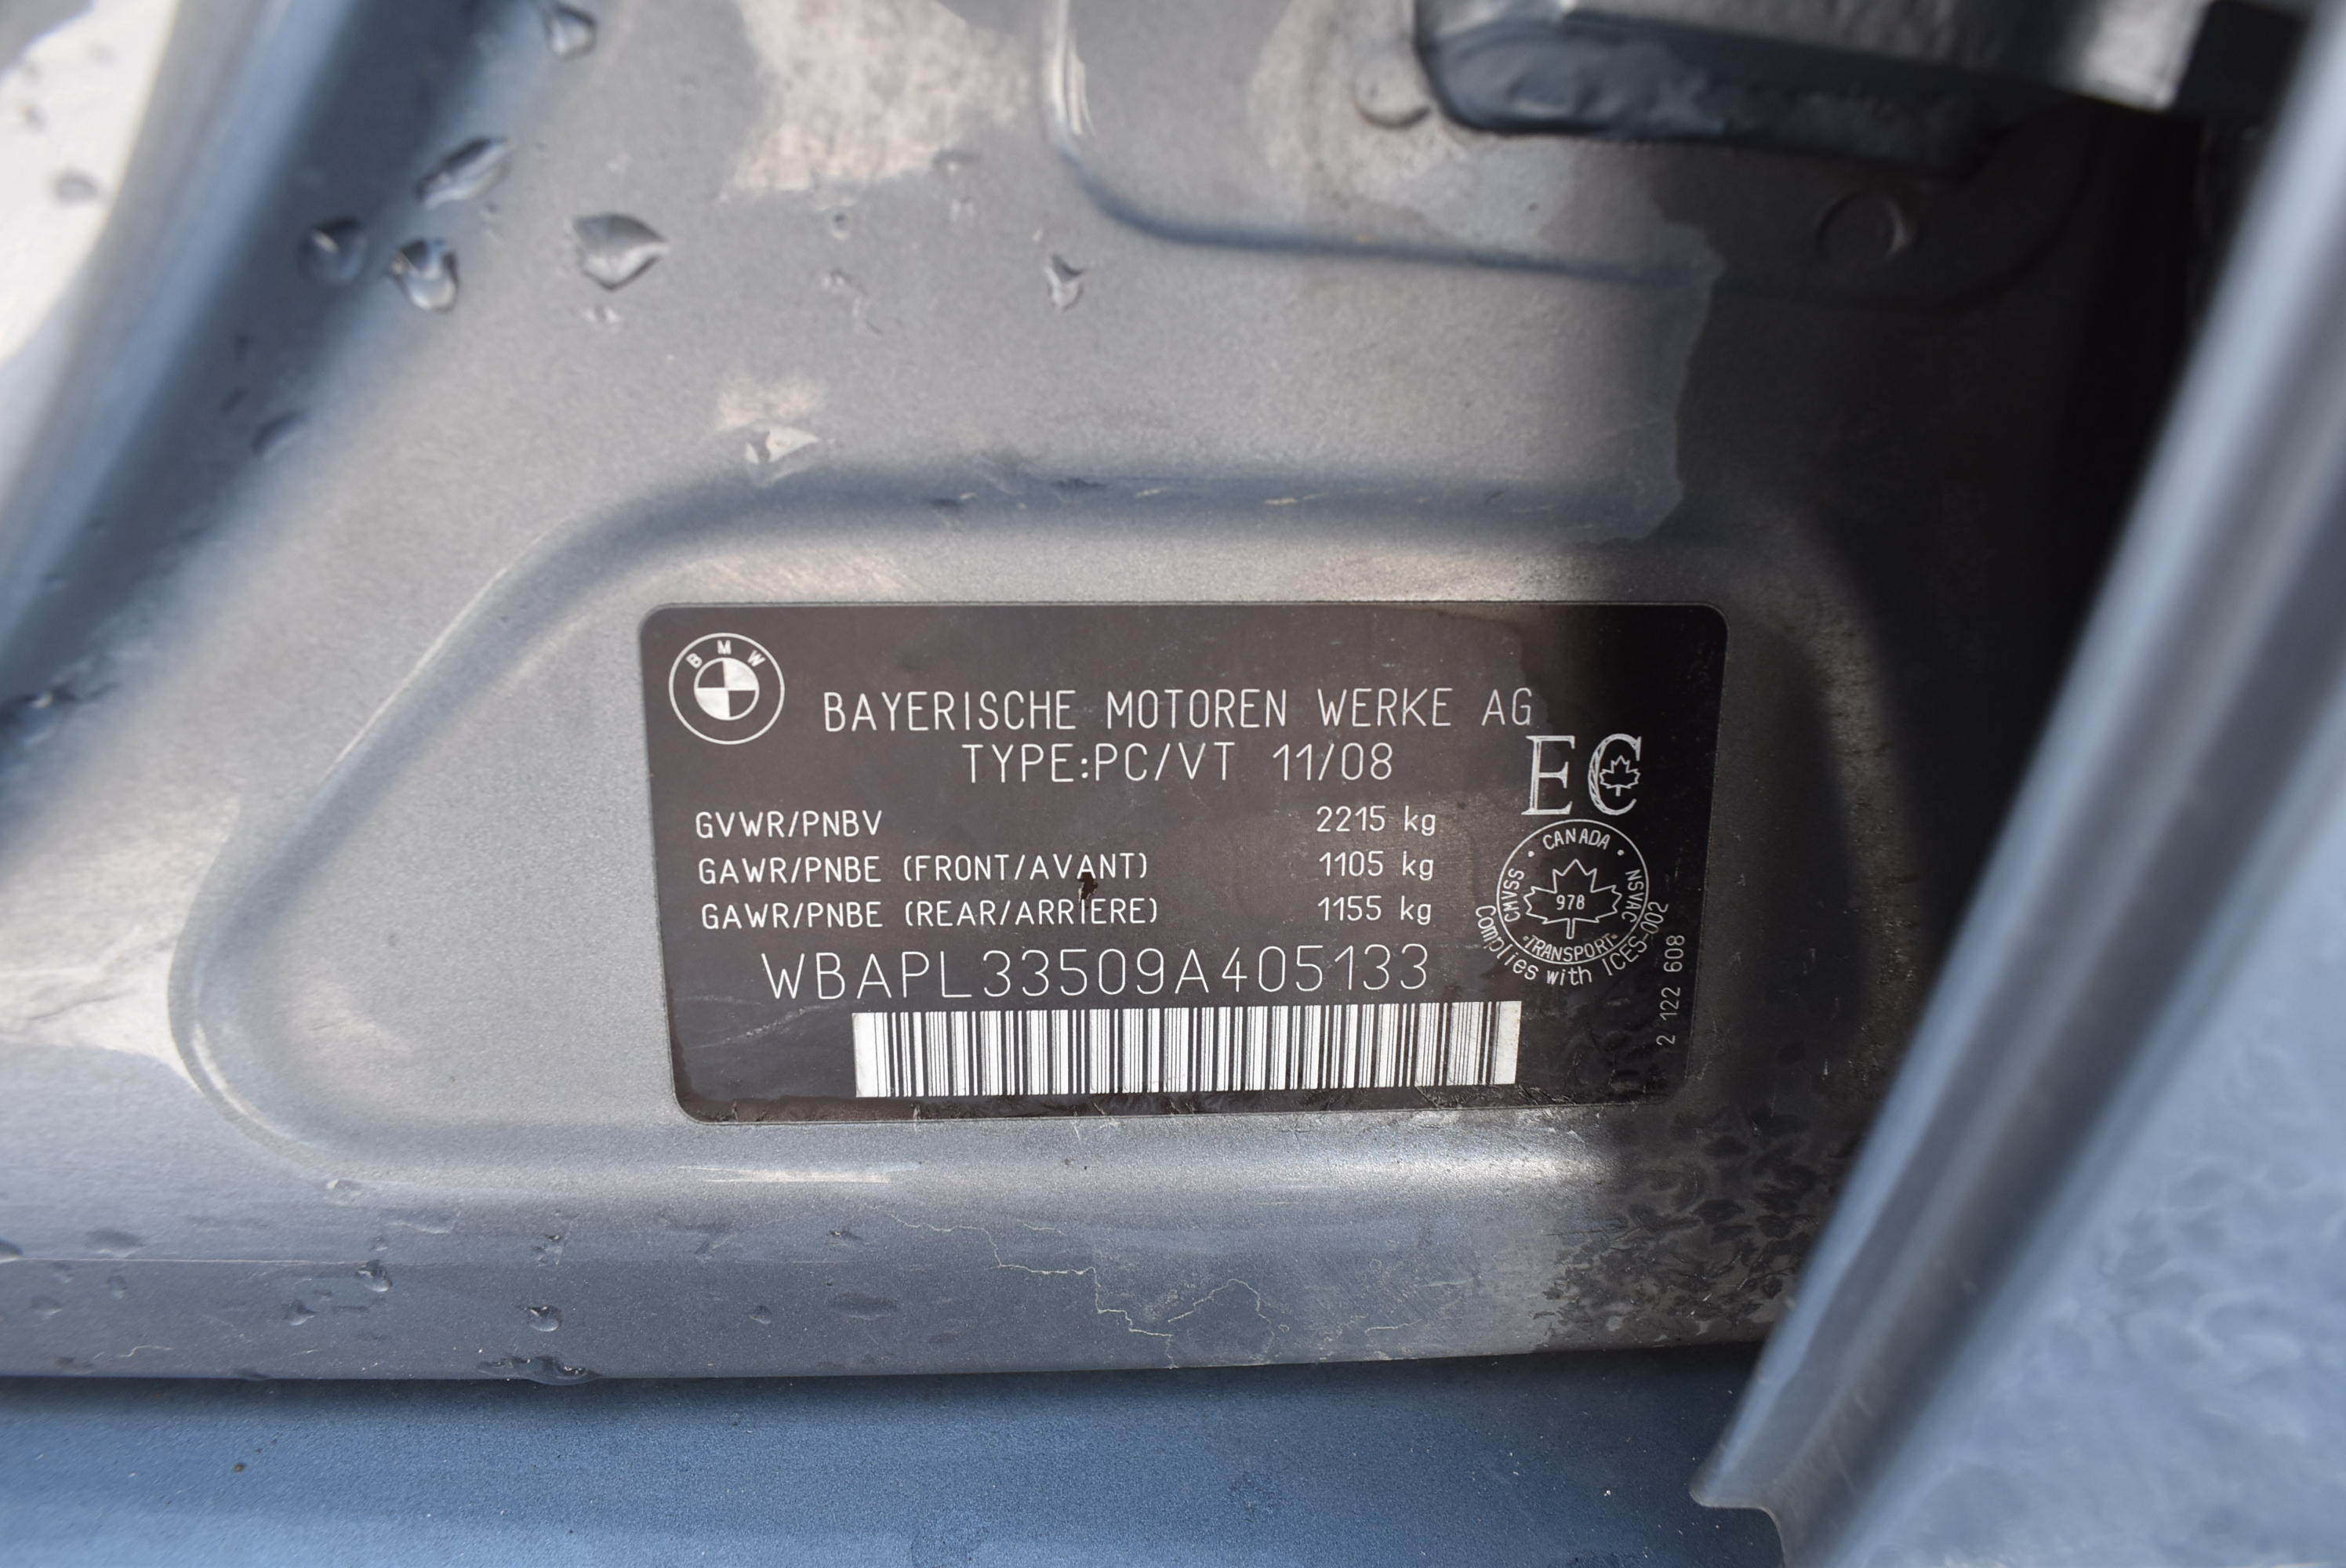 BMW
BAYERISCHE MOTOREN WERKE AG
TYPE:PC/VT 11/08
EC
GVWR/PNBV 2215 kg
GAWR/PNBE (FRONT/AVANT) 1105 kg
GAWR/PNBE (REAR/ARRIERE) 1155 kg
WBAPL33509A405133
• CANADA •
CMVSS
978
NSVAC
•TRANSPORT•
Complies with ICES-002
2 122 608